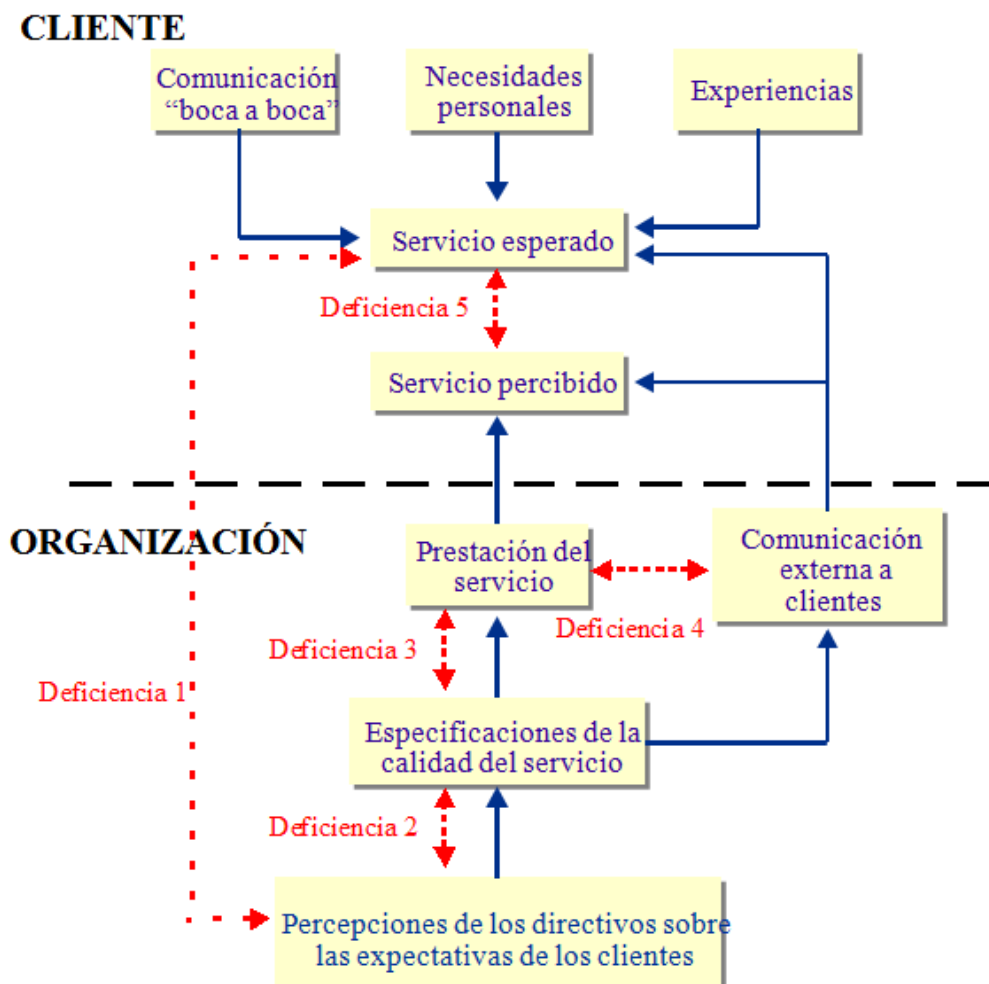 CLIENTE
Comunicación
“boca a boca”
Necesidades
personales
Experiencias
Servicio esperado
Deficiencia 5
Servicio percibido
ORGANIZACIÓN
Prestación del
servicio
Comunicación
externa a
clientes
Deficiencia 4
Deficiencia 3
Deficiencia 1
Especificaciones de la
calidad del servicio
Deficiencia 2
Percepciones de los directivos sobre
las expectativas de los clientes